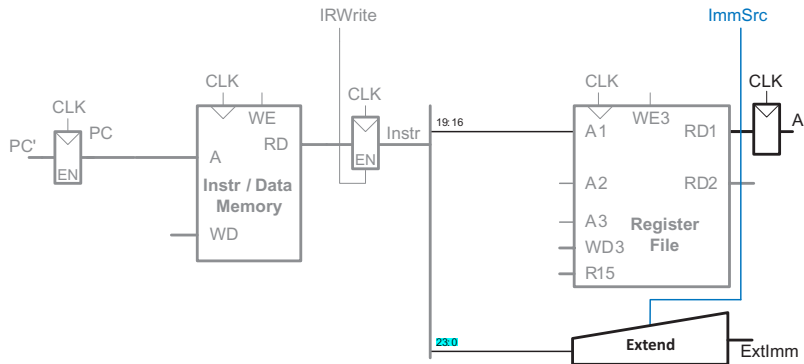 IRWrite
ImmSrc
CLK
CLK
CLK
CLK
CLK
PC'
PC
EN
WE
A
RD
Instr / Data
Memory
WD
EN
Instr
19:16
A1
WE3
RD1
A
A2
RD2
A3
Register
File
WD3
R15
23:0
Extend
ExtImm